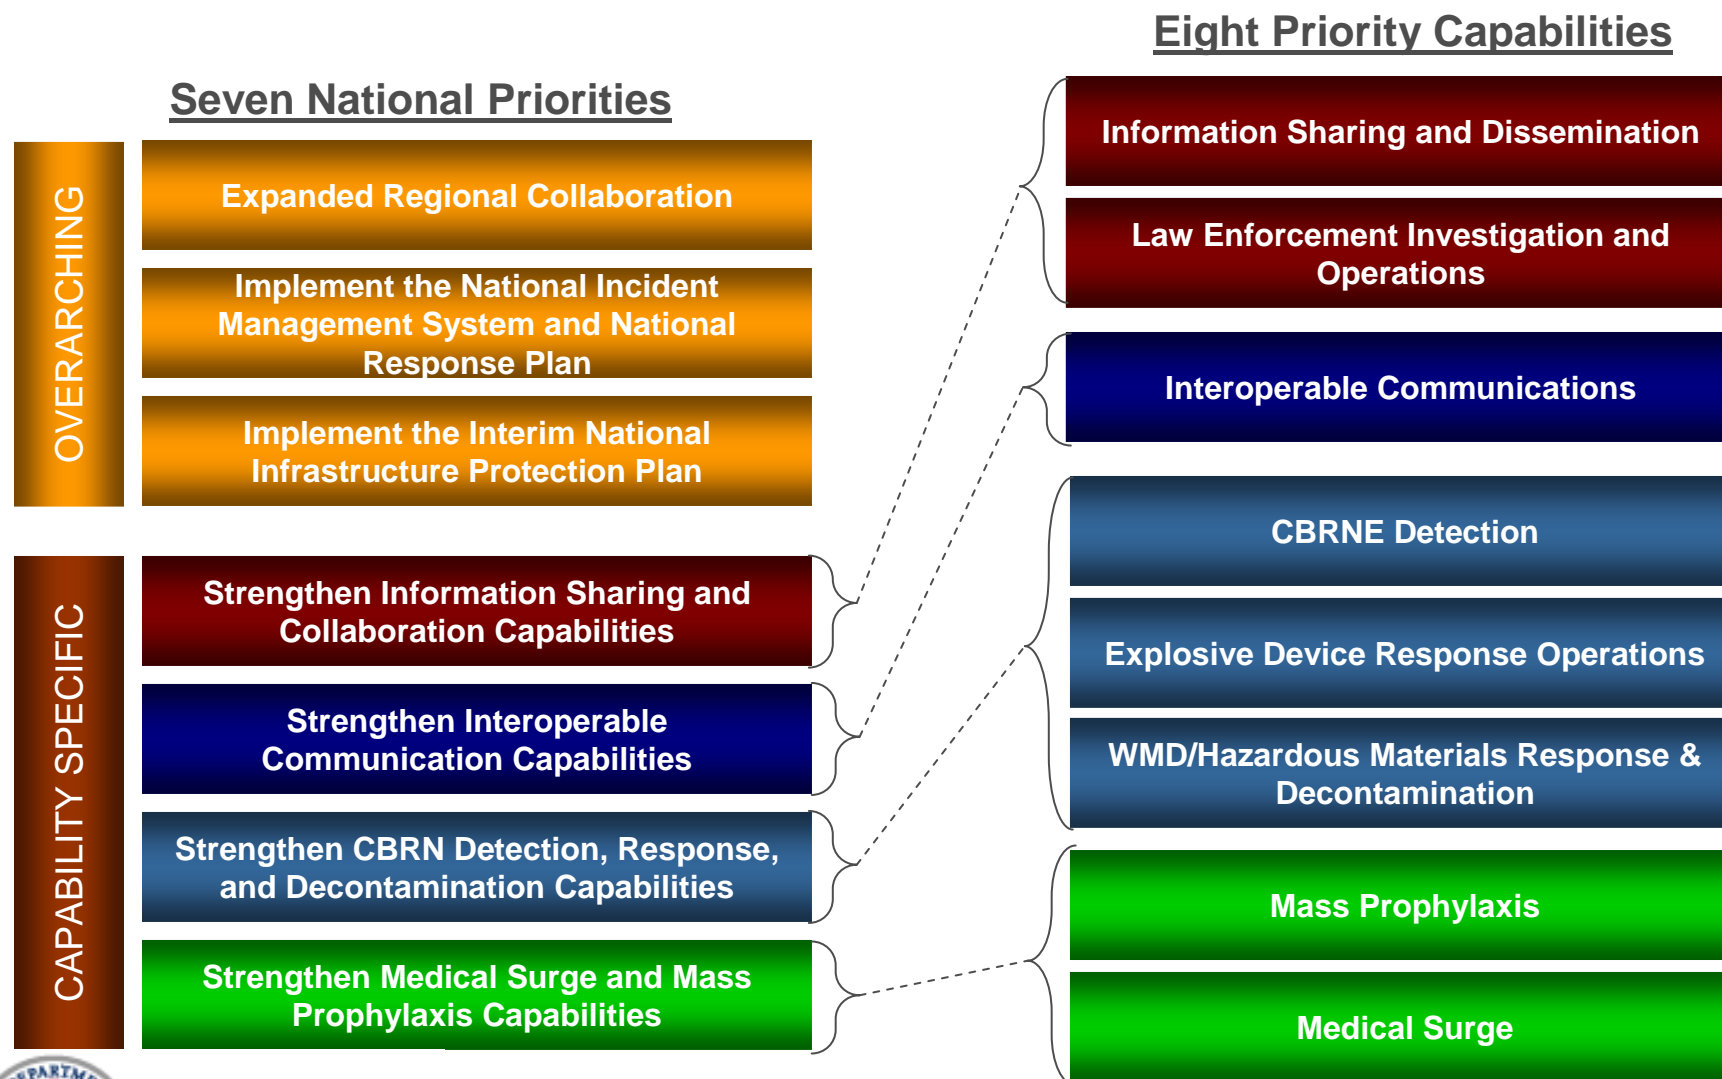 Eight Priority Capabilities
Seven National Priorities
OVERARCHING
Expanded Regional Collaboration
Implement the National Incident
Management System and National
Response Plan
Implement the Interim National
Infrastructure Protection Plan
CAPABILITY SPECIFIC
Strengthen Information Sharing and
Collaboration Capabilities
Strengthen Interoperable
Communication Capabilities
Strengthen CBRN Detection, Response,
and Decontamination Capabilities
Strengthen Medical Surge and Mass
Prophylaxis Capabilities
Information Sharing and Dissemination
Law Enforcement Investigation and
Operations
Interoperable Communications
CBRNE Detection
Explosive Device Response Operations
WMD/Hazardous Materials Response &
Decontamination
Mass Prophylaxis
Medical Surge